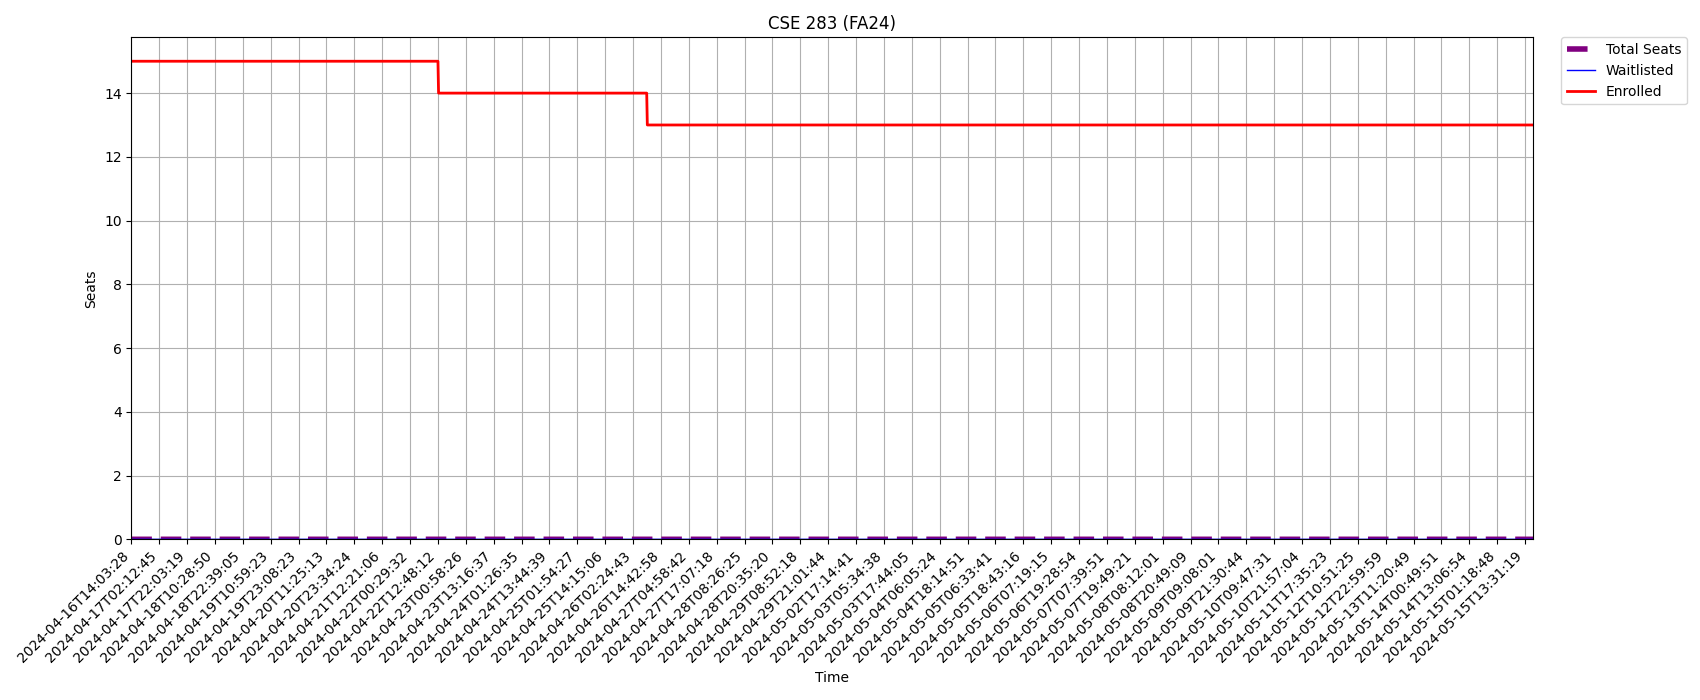 CSE 283 (FA24)
Total Seats
Waitlisted
Enrolled
Seats
14
12
10
8
6
4
2
0
2024-04-16T14:03:28
2024-04-17T02:12:45
2024-04-17T22:03:19
2024-04-18T10:28:50
2024-04-18T22:39:05
2024-04-19T10:59:23
2024-04-19T23:08:23
2024-04-20T11:25:13
2024-04-20T23:34:24
2024-04-21T12:21:06
2024-04-22T00:29:32
2024-04-22T12:48:12
2024-04-23T00:58:26
2024-04-23T13:16:37
2024-04-24T01:26:35
2024-04-24T13:44:39
2024-04-25T01:54:27
2024-04-25T14:15:06
2024-04-26T02:24:43
2024-04-26T14:42:58
2024-04-27T04:58:42
2024-04-27T17:07:18
2024-04-28T08:26:25
2024-04-28T20:35:20
2024-04-29T08:52:18
2024-04-29T21:01:44
2024-05-02T17:14:41
2024-05-03T05:34:38
2024-05-03T17:44:05
2024-05-04T06:05:24
2024-05-04T18:14:51
2024-05-05T06:33:41
2024-05-05T18:43:16
2024-05-06T07:19:15
2024-05-06T19:28:54
2024-05-07T07:39:51
2024-05-07T19:49:21
2024-05-08T08:12:01
2024-05-08T20:49:09
2024-05-09T09:08:01
2024-05-09T21:30:44
2024-05-10T09:47:31
2024-05-10T21:57:04
2024-05-11T17:35:23
2024-05-12T10:51:25
2024-05-12T22:59:59
2024-05-13T11:20:49
2024-05-14T00:49:51
2024-05-14T13:06:54
2024-05-15T01:18:48
2024-05-15T13:31:19
Time